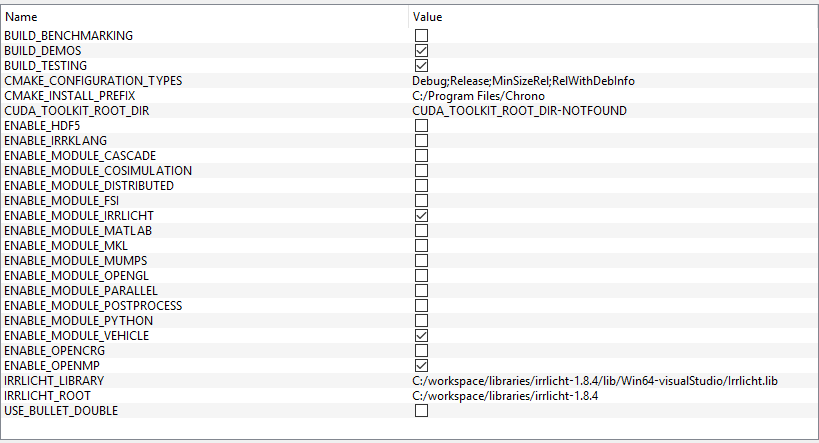 Name Value
BUILD_BENCHMARKING
BUILD_DEMOS
BUILD_TESTING
CMAKE_CONFIGURATION_TYPES Debug;Release;MinSizeRel;RelWithDebInfo
CMAKE_INSTALL_PREFIX C:/Program Files/Chrono
CUDA_TOOLKIT_ROOT_DIR CUDA_TOOLKIT_ROOT_DIR-NOTFOUND
ENABLE_HDF5
ENABLE_IRRKLANG
ENABLE_MODULE_CASCADE
ENABLE_MODULE_COSIMULATION
ENABLE_MODULE_DISTRIBUTED
ENABLE_MODULE_FSI
ENABLE_MODULE_IRRLICHT
ENABLE_MODULE_MATLAB
ENABLE_MODULE_MKL
ENABLE_MODULE_MUMPS
ENABLE_MODULE_OPENGL
ENABLE_MODULE_PARALLEL
ENABLE_MODULE_POSTPROCESS
ENABLE_MODULE_PYTHON
ENABLE_MODULE_VEHICLE
ENABLE_OPENCRG
ENABLE_OPENMP
IRRLICHT_LIBRARY C:/workspace/libraries/irrlicht-1.8.4/lib/Win64-visualStudio/Irrlicht.lib
IRRLICHT_ROOT C:/workspace/libraries/irrlicht-1.8.4
USE_BULLET_DOUBLE